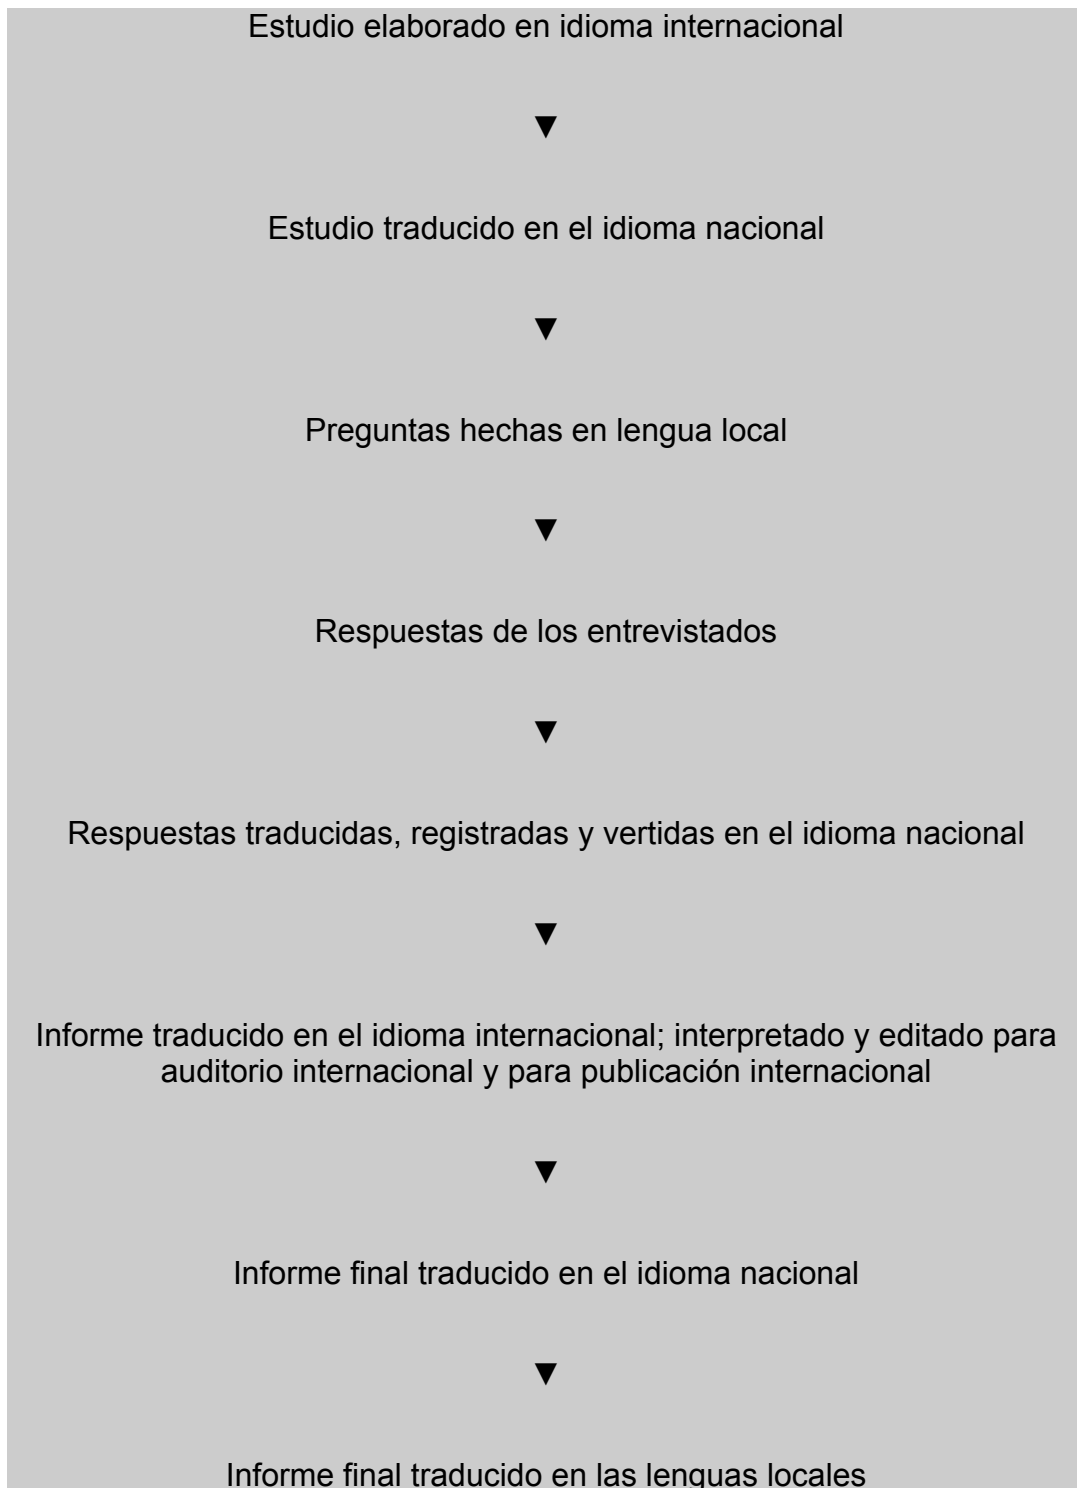 Estudio elaborado en idioma internacional
▼
Estudio traducido en el idioma nacional
▼
Preguntas hechas en lengua local
▼
Respuestas de los entrevistados
▼
Respuestas traducidas, registradas y vertidas en el idioma nacional
▼
Informe traducido en el idioma internacional; interpretado y editado para
auditorio internacional y para publicación internacional
▼
Informe final traducido en el idioma nacional
▼
Informe final traducido en las lenguas locales